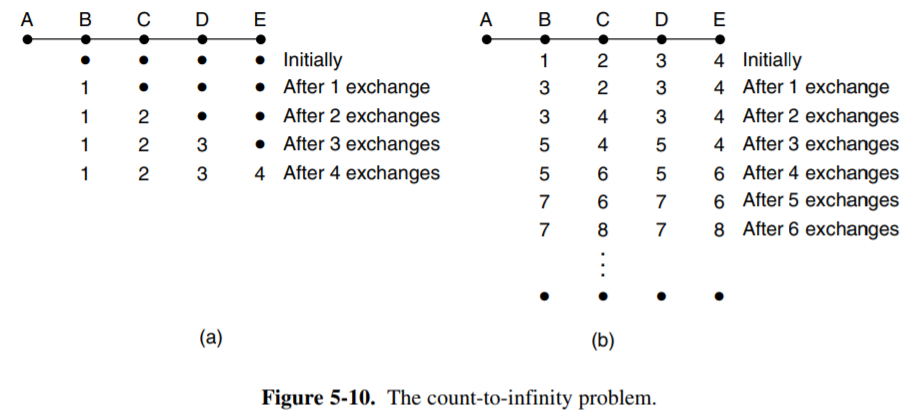 A B C D E
• • • • Initially
1 • • • After 1 exchange
1 2 • • After 2 exchanges
1 2 3 • After 3 exchanges
1 2 3 4 After 4 exchanges
(a)
A B C D E
1 2 3 4 Initially
3 2 3 4 After 1 exchange
3 4 3 4 After 2 exchanges
5 4 5 4 After 3 exchanges
5 6 5 6 After 4 exchanges
7 6 7 6 After 5 exchanges
7 8 7 8 After 6 exchanges
⋮
• • • •
(b)
Figure 5-10. The count-to-infinity problem.